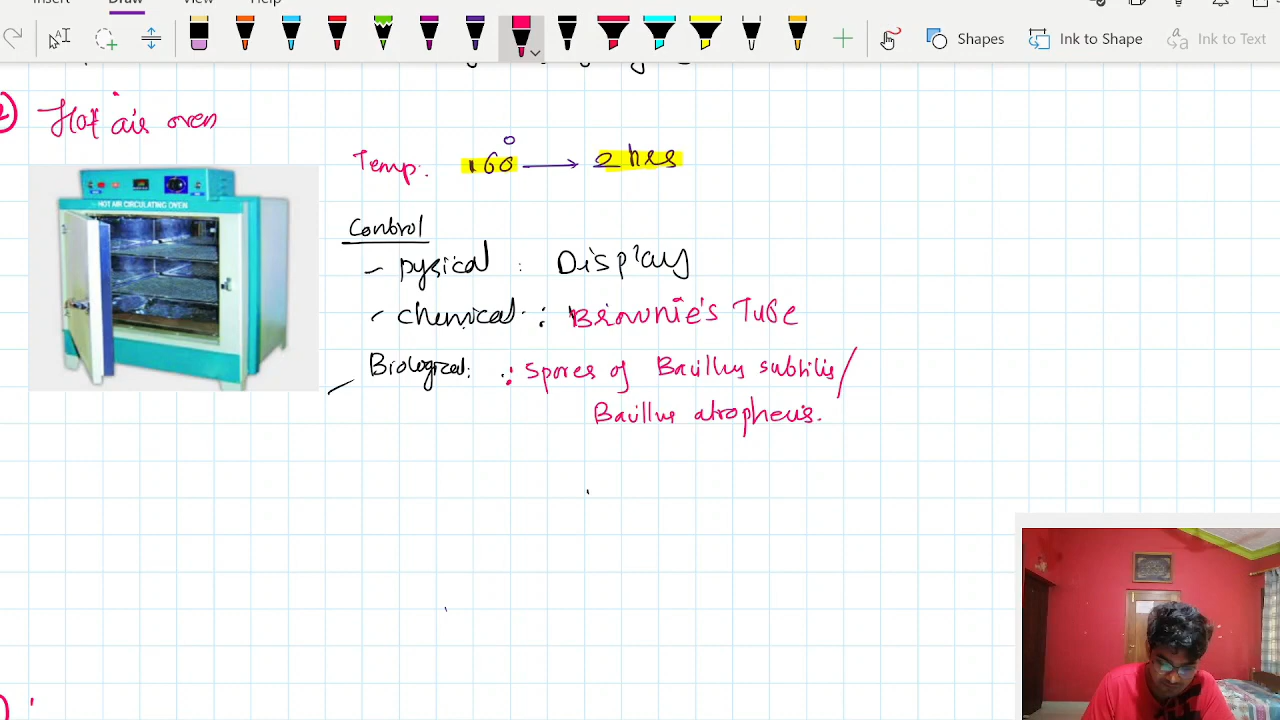 Draw
Shapes
Ink to Shape
Ink to Text
Hot air oven
HOT AIR CIRCULATING OVEN
Temp: 160° → 2 hrs
Control
- pysical : Display
- chemical : Brownie's Tube
- Biological : Spores of Bacillus subtilis/
Bacillus atropheus.